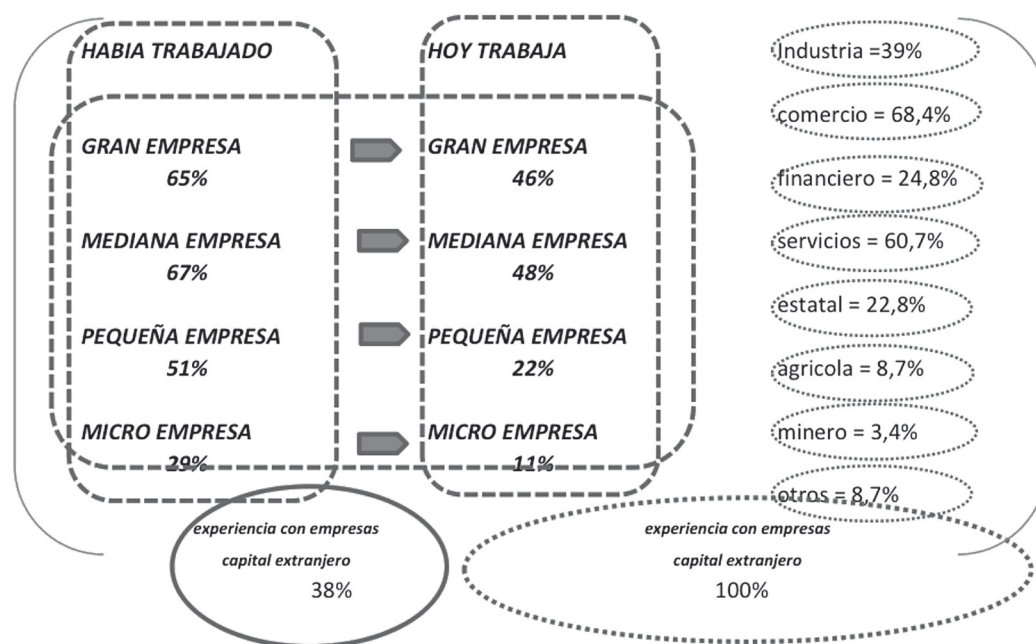 HABIA TRABAJADO
HOY TRABAJA
Industria =39%
comercio = 68,4%
GRAN EMPRESA
65%
GRAN EMPRESA
46%
financiero = 24,8%
MEDIANA EMPRESA
67%
MEDIANA EMPRESA
48%
servicios = 60,7%
estatal = 22,8%
PEQUEÑA EMPRESA
51%
PEQUEÑA EMPRESA
22%
agricola = 8,7%
MICRO EMPRESA
29%
MICRO EMPRESA
11%
minero = 3,4%
otros = 8,7%
experiencia con empresas
capital extranjero
38%
experiencia con empresas
capital extranjero
100%